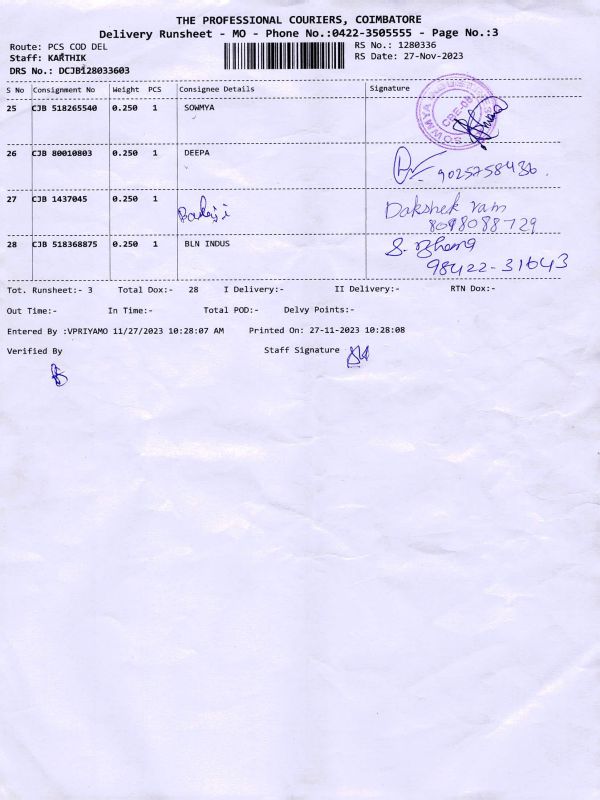 THE PROFESSIONAL COURIERS, COIMBATORE
Delivery Runsheet - MO - Phone No.:0422-3505555 - Page No.:3
Route: PCS COD DEL
RS No.: 1280336
Staff: KARTHIK
RS Date: 27-Nov-2023
DRS No.: DCJB128033603
S No Consignment No Weight PCS Consignee Details Signature
25 CJB 518265540 0.250 1 SOWMYA
26 CJB 80010803 0.250 1 DEEPA
9025758436.
27 CJB 1437045 0.250 1 Balaji Dakshek ram
8098088729
28 CJB 518368875 0.250 1 BLN INDUS
98422-31643
Tot. Runsheet:- 3 Total Dox:- 28 I Delivery:- II Delivery:- RTN Dox:-
Out Time:- In Time:- Total POD:- Delvy Points:-
Entered By :VPRIYAMO 11/27/2023 10:28:07 AM Printed On: 27-11-2023 10:28:08
Verified By Staff Signature